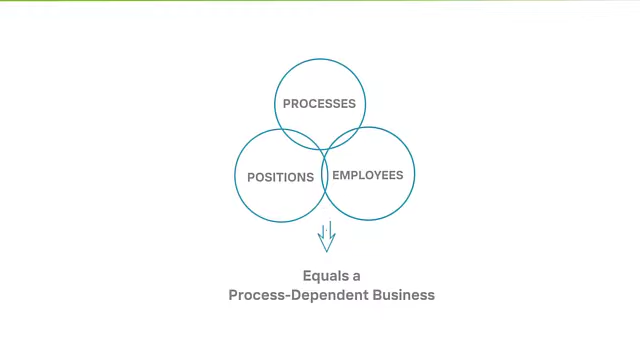 PROCESSES
POSITIONS
EMPLOYEES
Equals a
Process-Dependent Business